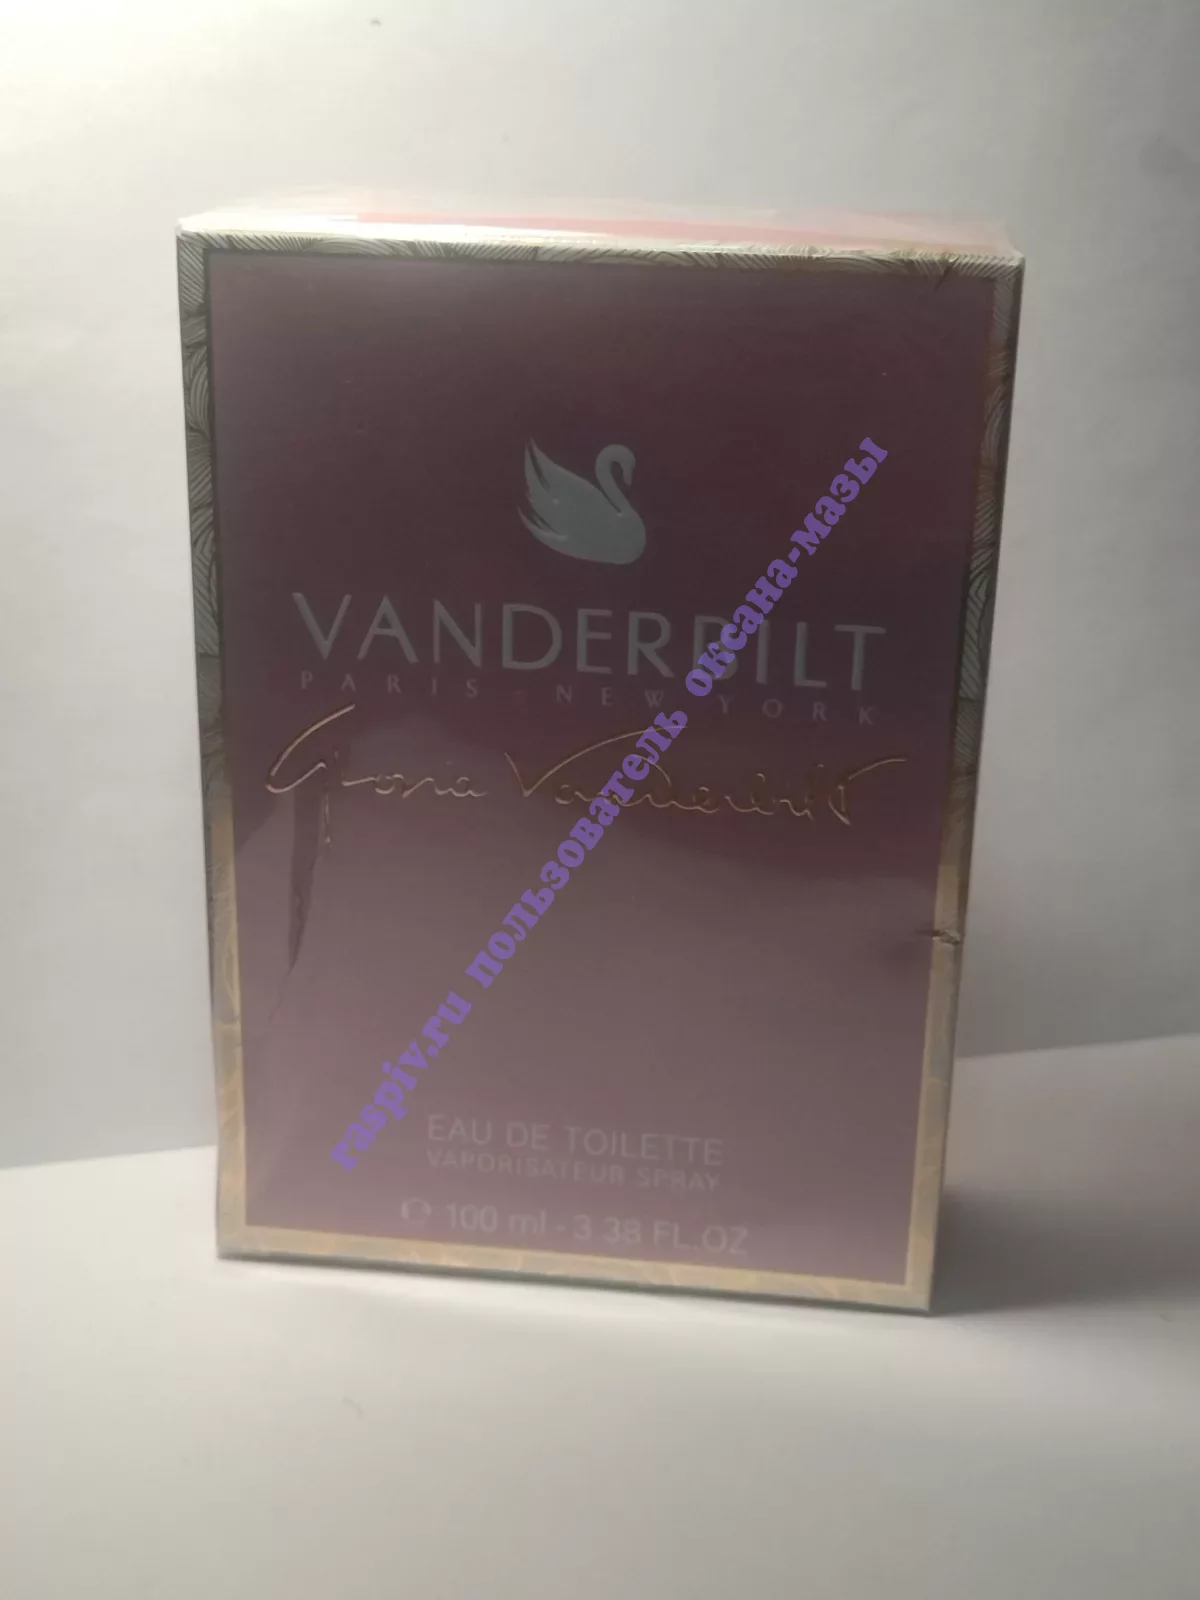 VANDERBILT
PARIS - NEW YORK
Gloria Vanderbilt
raspiv.ru пользователь оксана-мазы
EAU DE TOILETTE
VAPORISATEUR SPRAY
℮ 100 ml - 3.38 FL.OZ